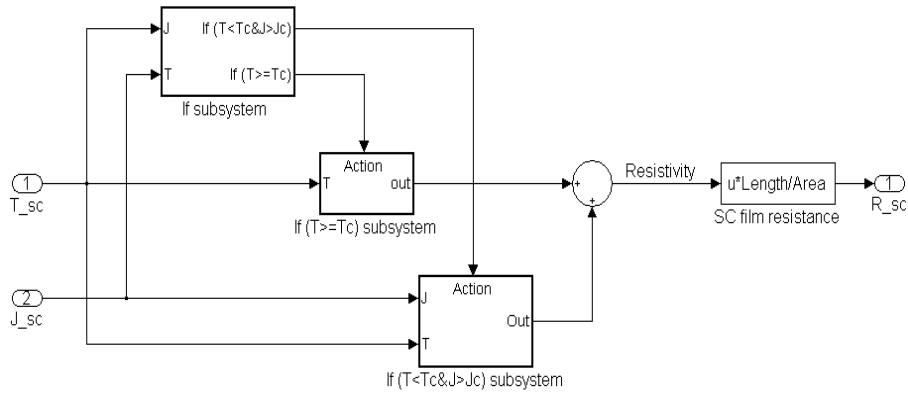 J
If (T<Tc&J>Jc)
T
If (T>=Tc)
If subsystem
1
T_sc
Action
T
out
If (T>=Tc) subsystem
+
+
Resistivity
u*Length/Area
SC film resistance
1
R_sc
2
J_sc
Action
J
T
Out
If (T<Tc&J>Jc) subsystem